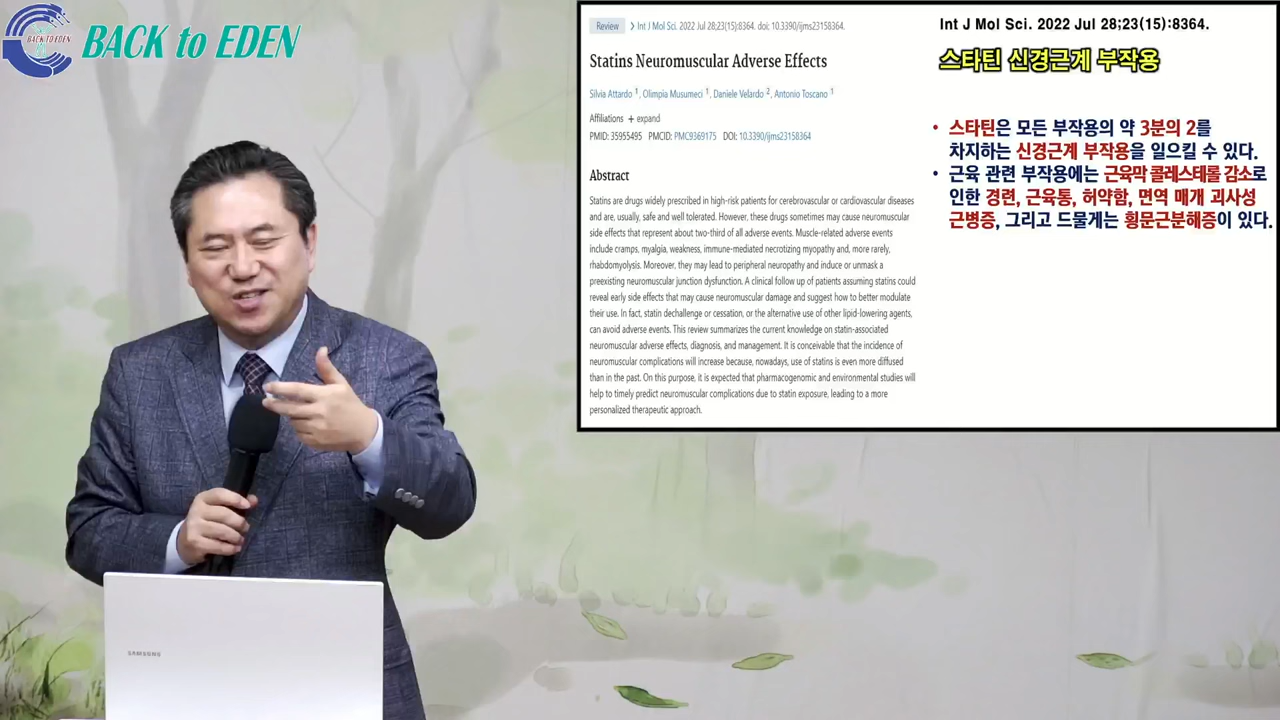 BACK TO EDEN
BACK to EDEN
Review
> Int J Mol Sci. 2022 Jul 28;23(15):8364. doi: 10.3390/ijms23158364.
Statins Neuromuscular Adverse Effects
Silvia Attardo 1, Olimpia Musumeci 1, Daniele Velardo 2, Antonio Toscano 1
Affiliations + expand
PMID: 35955495 PMCID: PMC9369175 DOI: 10.3390/ijms23158364
Abstract
Statins are drugs widely prescribed in high-risk patients for cerebrovascular or cardiovascular diseases
and are, usually, safe and well tolerated. However, these drugs sometimes may cause neuromuscular
side effects that represent about two-third of all adverse events. Muscle-related adverse events
include cramps, myalgia, weakness, immune-mediated necrotizing myopathy and, more rarely,
rhabdomyolysis. Moreover, they may lead to peripheral neuropathy and induce or unmask a
preexisting neuromuscular junction dysfunction. A clinical follow up of patients assuming statins could
reveal early side effects that may cause neuromuscular damage and suggest how to better modulate
their use. In fact, statin dechallenge or cessation, or the alternative use of other lipid-lowering agents,
can avoid adverse events. This review summarizes the current knowledge on statin-associated
neuromuscular adverse effects, diagnosis, and management. It is conceivable that the incidence of
neuromuscular complications will increase because, nowadays, use of statins is even more diffused
than in the past. On this purpose, it is expected that pharmacogenomic and environmental studies will
help to timely predict neuromuscular complications due to statin exposure, leading to a more
personalized therapeutic approach.
Int J Mol Sci. 2022 Jul 28;23(15):8364.
스타틴 신경근계 부작용
• 스타틴은 모든 부작용의 약 3분의 2를
차지하는 신경근계 부작용을 일으킬 수 있다.
• 근육 관련 부작용에는 근육막 콜레스테롤 감소로
인한 경련, 근육통, 허약함, 면역 매개 괴사성
근병증, 그리고 드물게는 횡문근분해증이 있다.
SAMSUNG